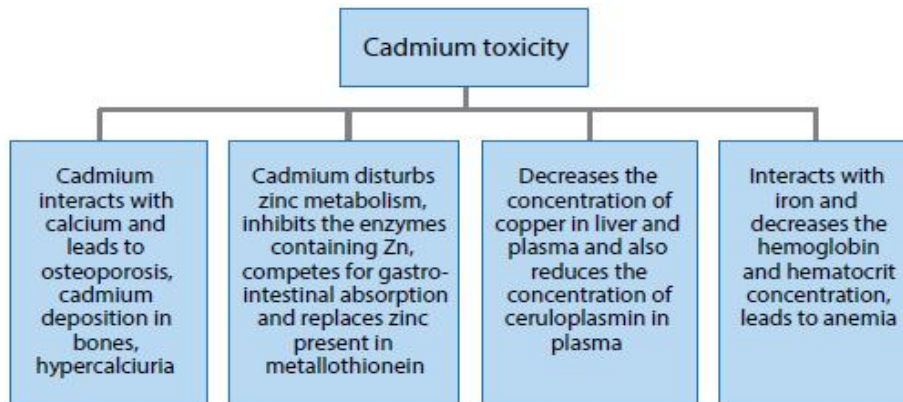 Cadmium toxicity
Cadmium
interacts with
calcium and
leads to
osteoporosis,
cadmium
deposition in
bones,
hypercalciuria
Cadmium disturbs
zinc metabolism,
inhibits the enzymes
containing Zn,
competes for gastro-
intestinal absorption
and replaces zinc
present in
metallothionein
Decreases the
concentration of
copper in liver and
plasma and also
reduces the
concentration of
ceruloplasmin in
plasma
Interacts with
iron and
decreases the
hemoglobin
and hematocrit
concentration,
leads to anemia